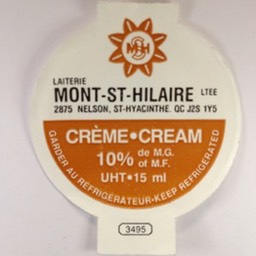 MSH
LAITERIE
MONT-ST-HILAIRE LTEE
2875 NELSON, ST-HYACINTHE. QC J2S 1Y5
CRÈME•CREAM
10% de M.G.
of M.F.
UHT•15 ml
GARDER AU RÉFRIGÉRATEUR•KEEP REFRIGERATED
3495